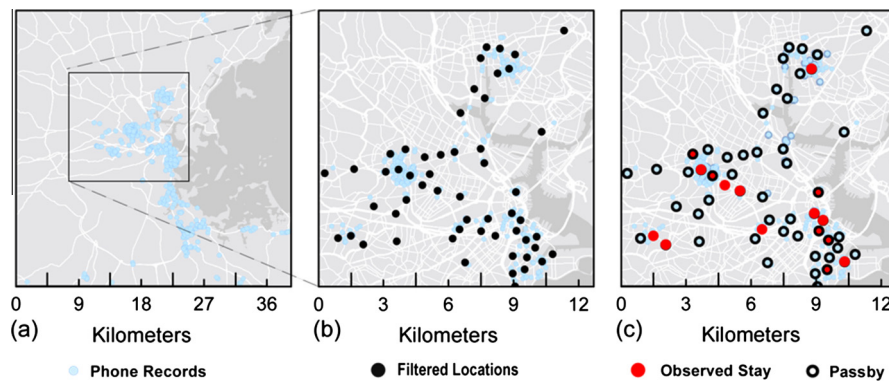 0 9 18 27 36
0 3 6 9 12
0 3 6 9 12
(a) Kilometers
(b) Kilometers
(c) Kilometers
Phone Records
Filtered Locations
Observed Stay
Passby